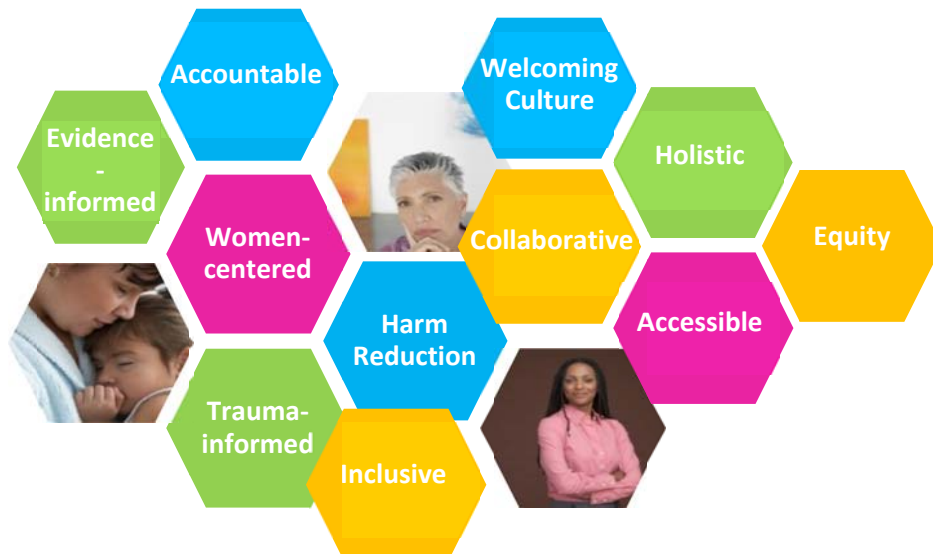 Accountable
Welcoming
Culture
Evidence
-
informed
Holistic
Women-
centered
Collaborative
Equity
Harm
Reduction
Accessible
Trauma-
informed
Inclusive